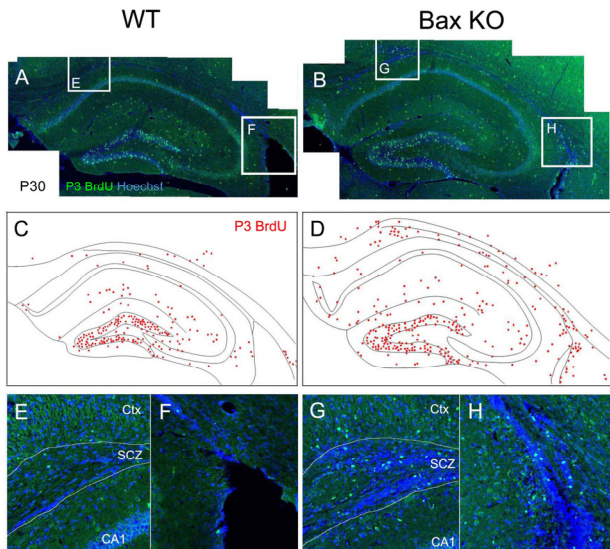 WT
Bax KO
A
E
F
P30
P3 BrdU Hoechst
B
G
H
C
P3 BrdU
D
E
Ctx
SCZ
CA1
F
G
Ctx
SCZ
CA1
H